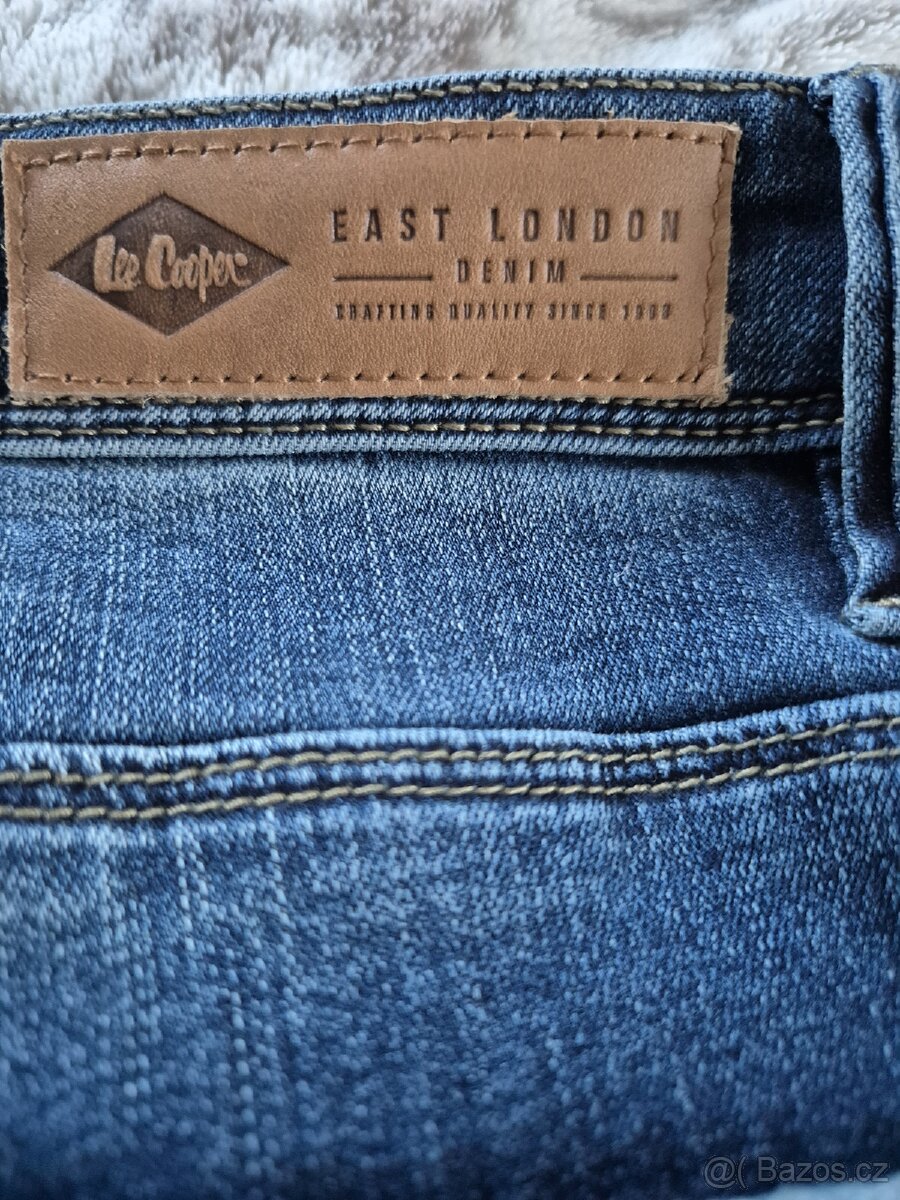 Lee Cooper
EAST LONDON
DENIM
CRAFTING QUALITY SINCE 1908
@( Bazos.cz